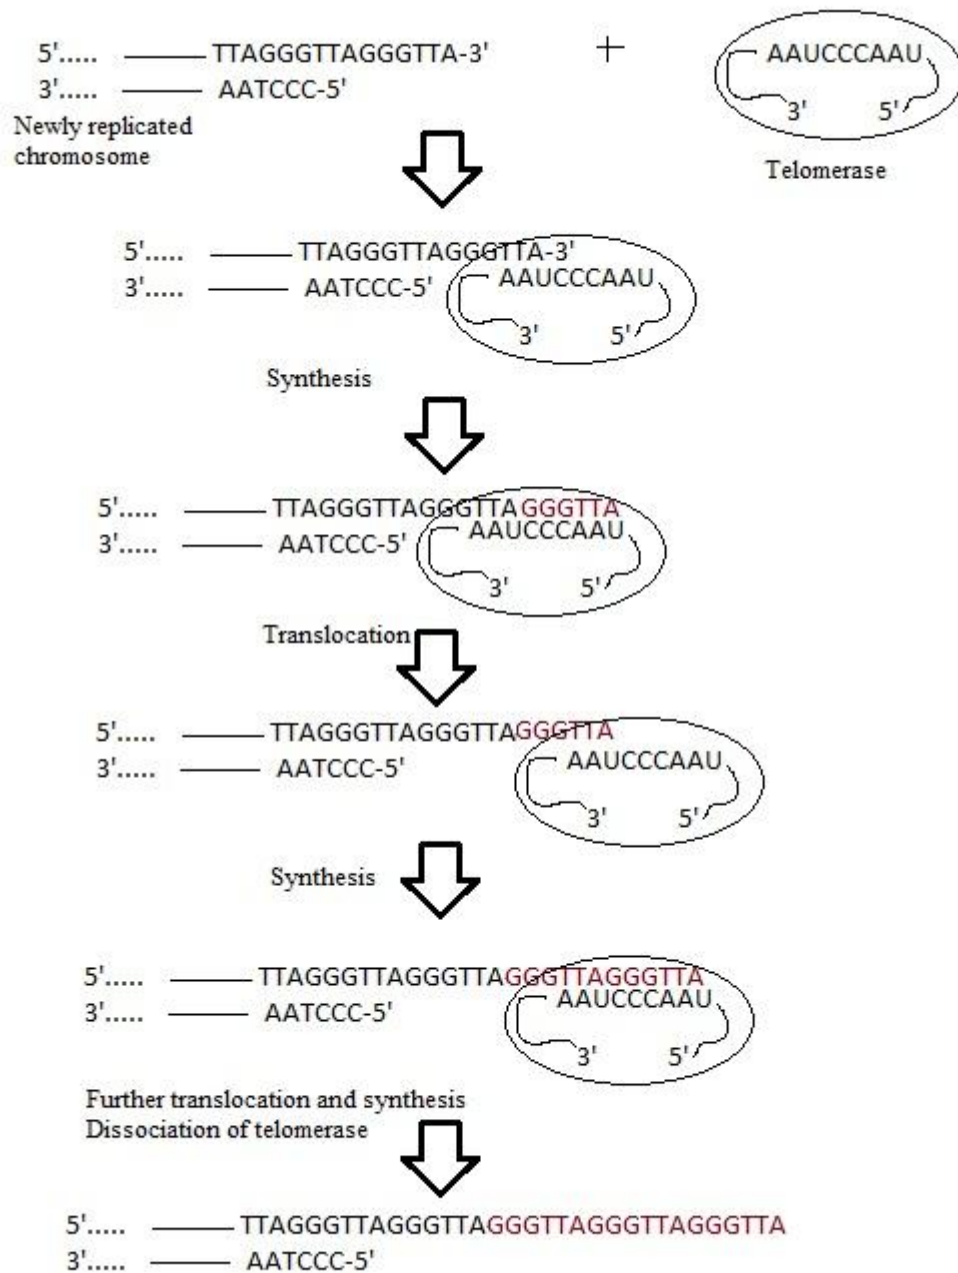 5'..... TTAGGGTTAGGGTTA-3' + AAUCCCAAU
3'..... AATCCC-5' 3' 5'
Newly replicated
chromosome
Telomerase
5'..... TTAGGGTTAGGGTTA-3'
3'..... AATCCC-5' AAUCCCAAU
3' 5'
Synthesis
5'..... TTAGGGTTAGGGTTAGGGTTA
3'..... AATCCC-5' AAUCCCAAU
3' 5'
Translocation
5'..... TTAGGGTTAGGGTTAGGGTTA
3'..... AATCCC-5' AAUCCCAAU
3' 5'
Synthesis
5'..... TTAGGGTTAGGGTTAGGGTTAGGGTTA
3'..... AATCCC-5' AAUCCCAAU
3' 5'
Further translocation and synthesis
Dissociation of telomerase
5'..... TTAGGGTTAGGGTTAGGGTTAGGGTTAGGGTTA
3'..... AATCCC-5'